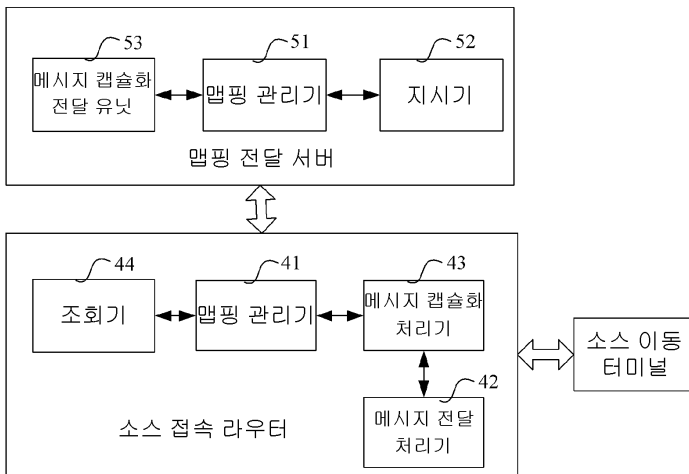 53
51
52
메시지 캡슐화
전달 유닛
맵핑 관리기
지시기
맵핑 전달 서버
44
41
43
조회기
맵핑 관리기
메시지 캡슐화
처리기
소스 이동
터미널
42
메시지 전달
처리기
소스 접속 라우터